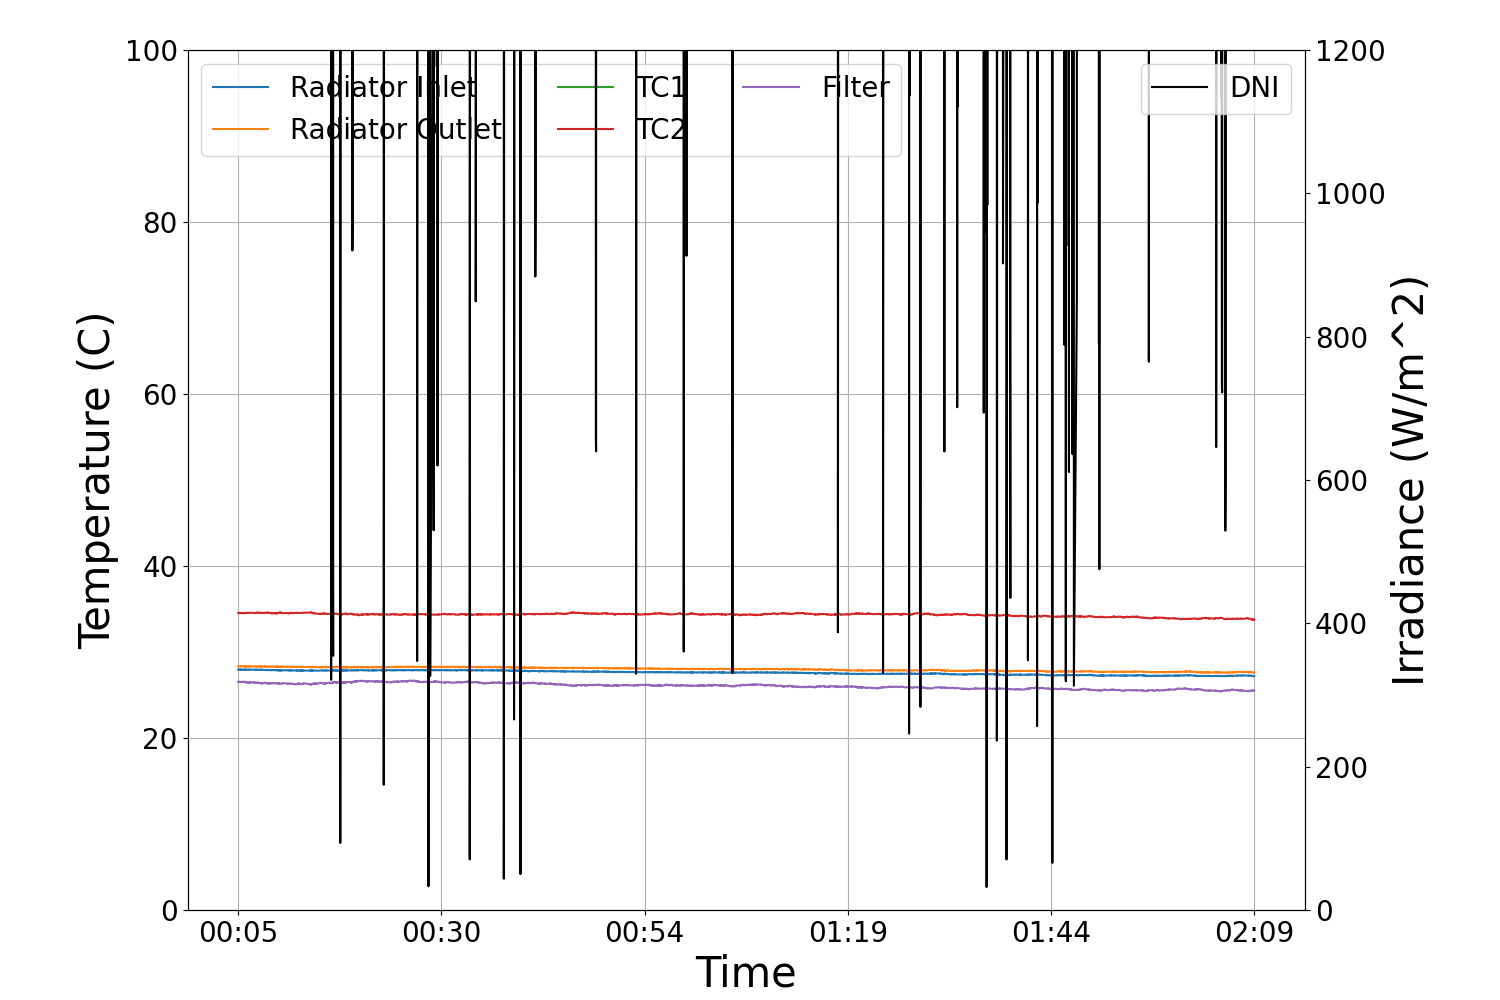 100
80
60
40
20
0
Temperature (C)
Radiator Inlet
Radiator Outlet
TC1
TC2
Filter
DNI
1200
1000
800
600
400
200
0
Irradiance (W/m^2)
00:05 00:30 00:54 01:19 01:44 02:09
Time